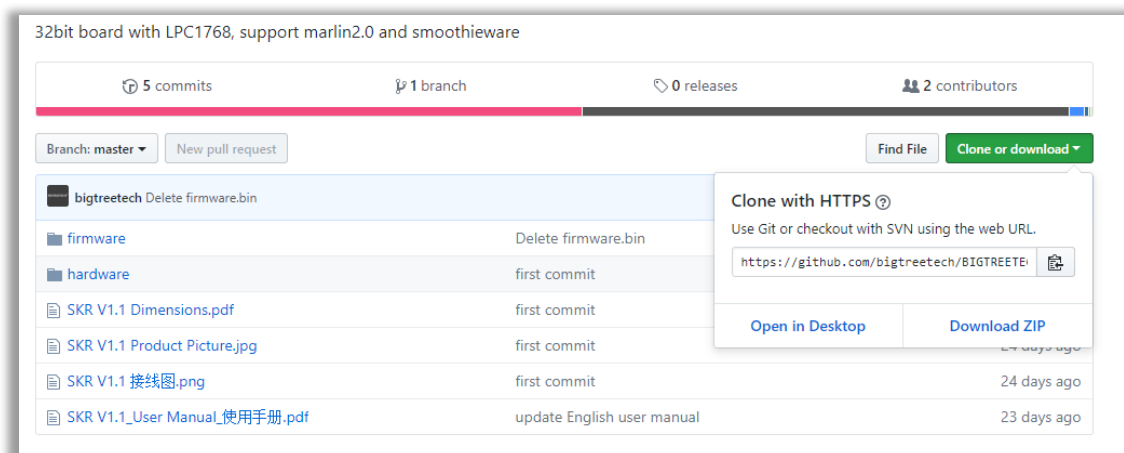 32bit board with LPC1768, support marlin2.0 and smoothieware
5 commits
1 branch
0 releases
2 contributors
Branch: master
New pull request
Find File
Clone or download
bigtreetech Delete firmware.bin
Clone with HTTPS
Use Git or checkout with SVN using the web URL.
https://github.com/bigtreetech/BIGTREETE
Open in Desktop
Download ZIP
firmware
Delete firmware.bin
hardware
first commit
SKR V1.1 Dimensions.pdf
first commit
SKR V1.1 Product Picture.jpg
first commit
24 days ago
SKR V1.1 接线图.png
first commit
24 days ago
SKR V1.1_User Manual_使用手册.pdf
update English user manual
23 days ago